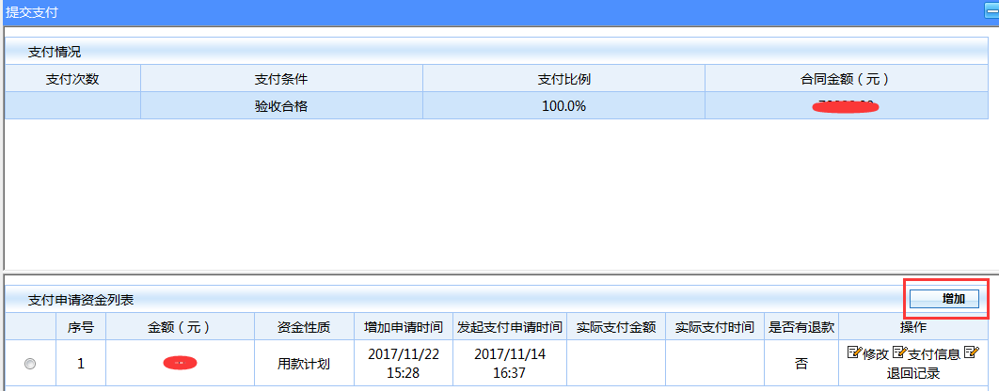 提交支付
支付情况
支付次数 支付条件 支付比例 合同金额（元）
验收合格 100.0%
支付申请资金列表 增加
序号 金额（元） 资金性质 增加申请时间 发起支付申请时间 实际支付金额 实际支付时间 是否有退款 操作
1 用款计划 2017/11/22 15:28 2017/11/14 16:37 否 修改 支付信息
退回记录